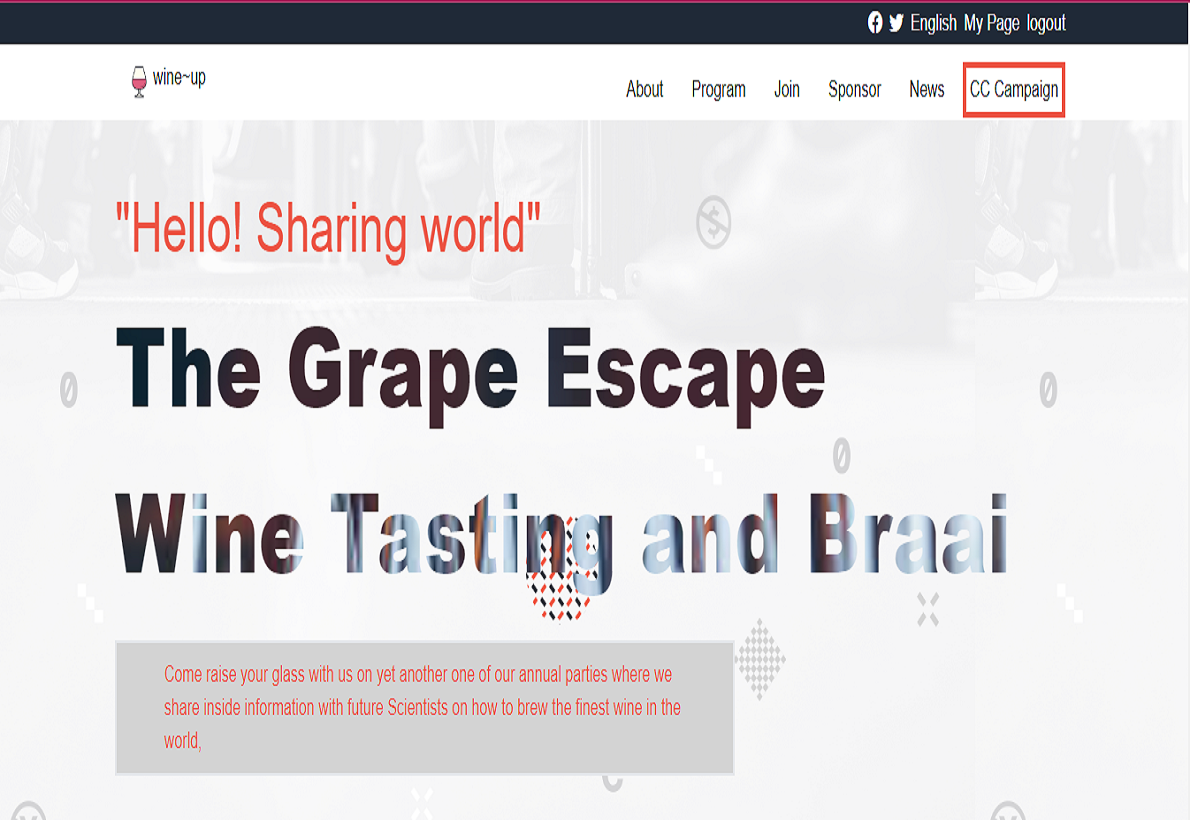 English My Page logout
wine~up
About Program Join Sponsor News CC Campaign
"Hello! Sharing world"
The Grape Escape
Wine Tasting and Braai
Come raise your glass with us on yet another one of our annual parties where we
share inside information with future Scientists on how to brew the finest wine in the
world,